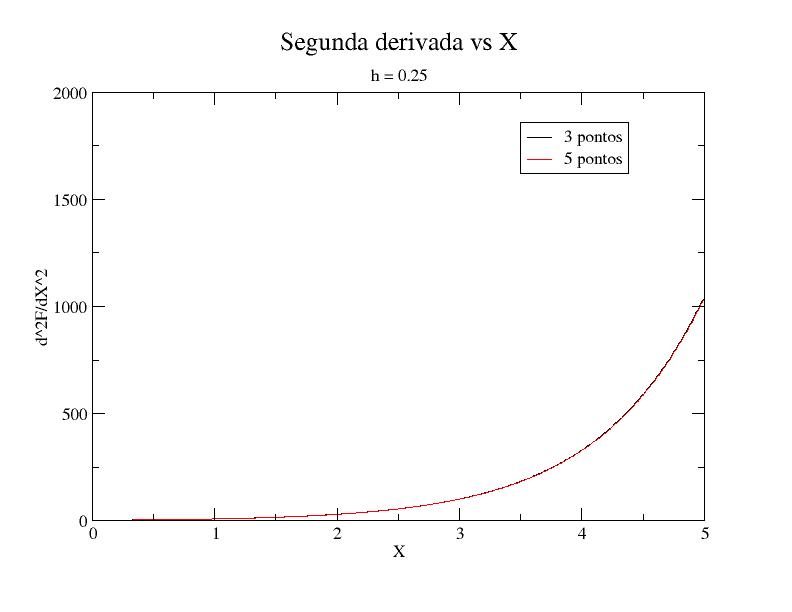 Segunda derivada vs X
h = 0.25
2000
3 pontos
5 pontos
1500
d^2F/dX^2
1000
500
0
0 1 2 3 4 5
X